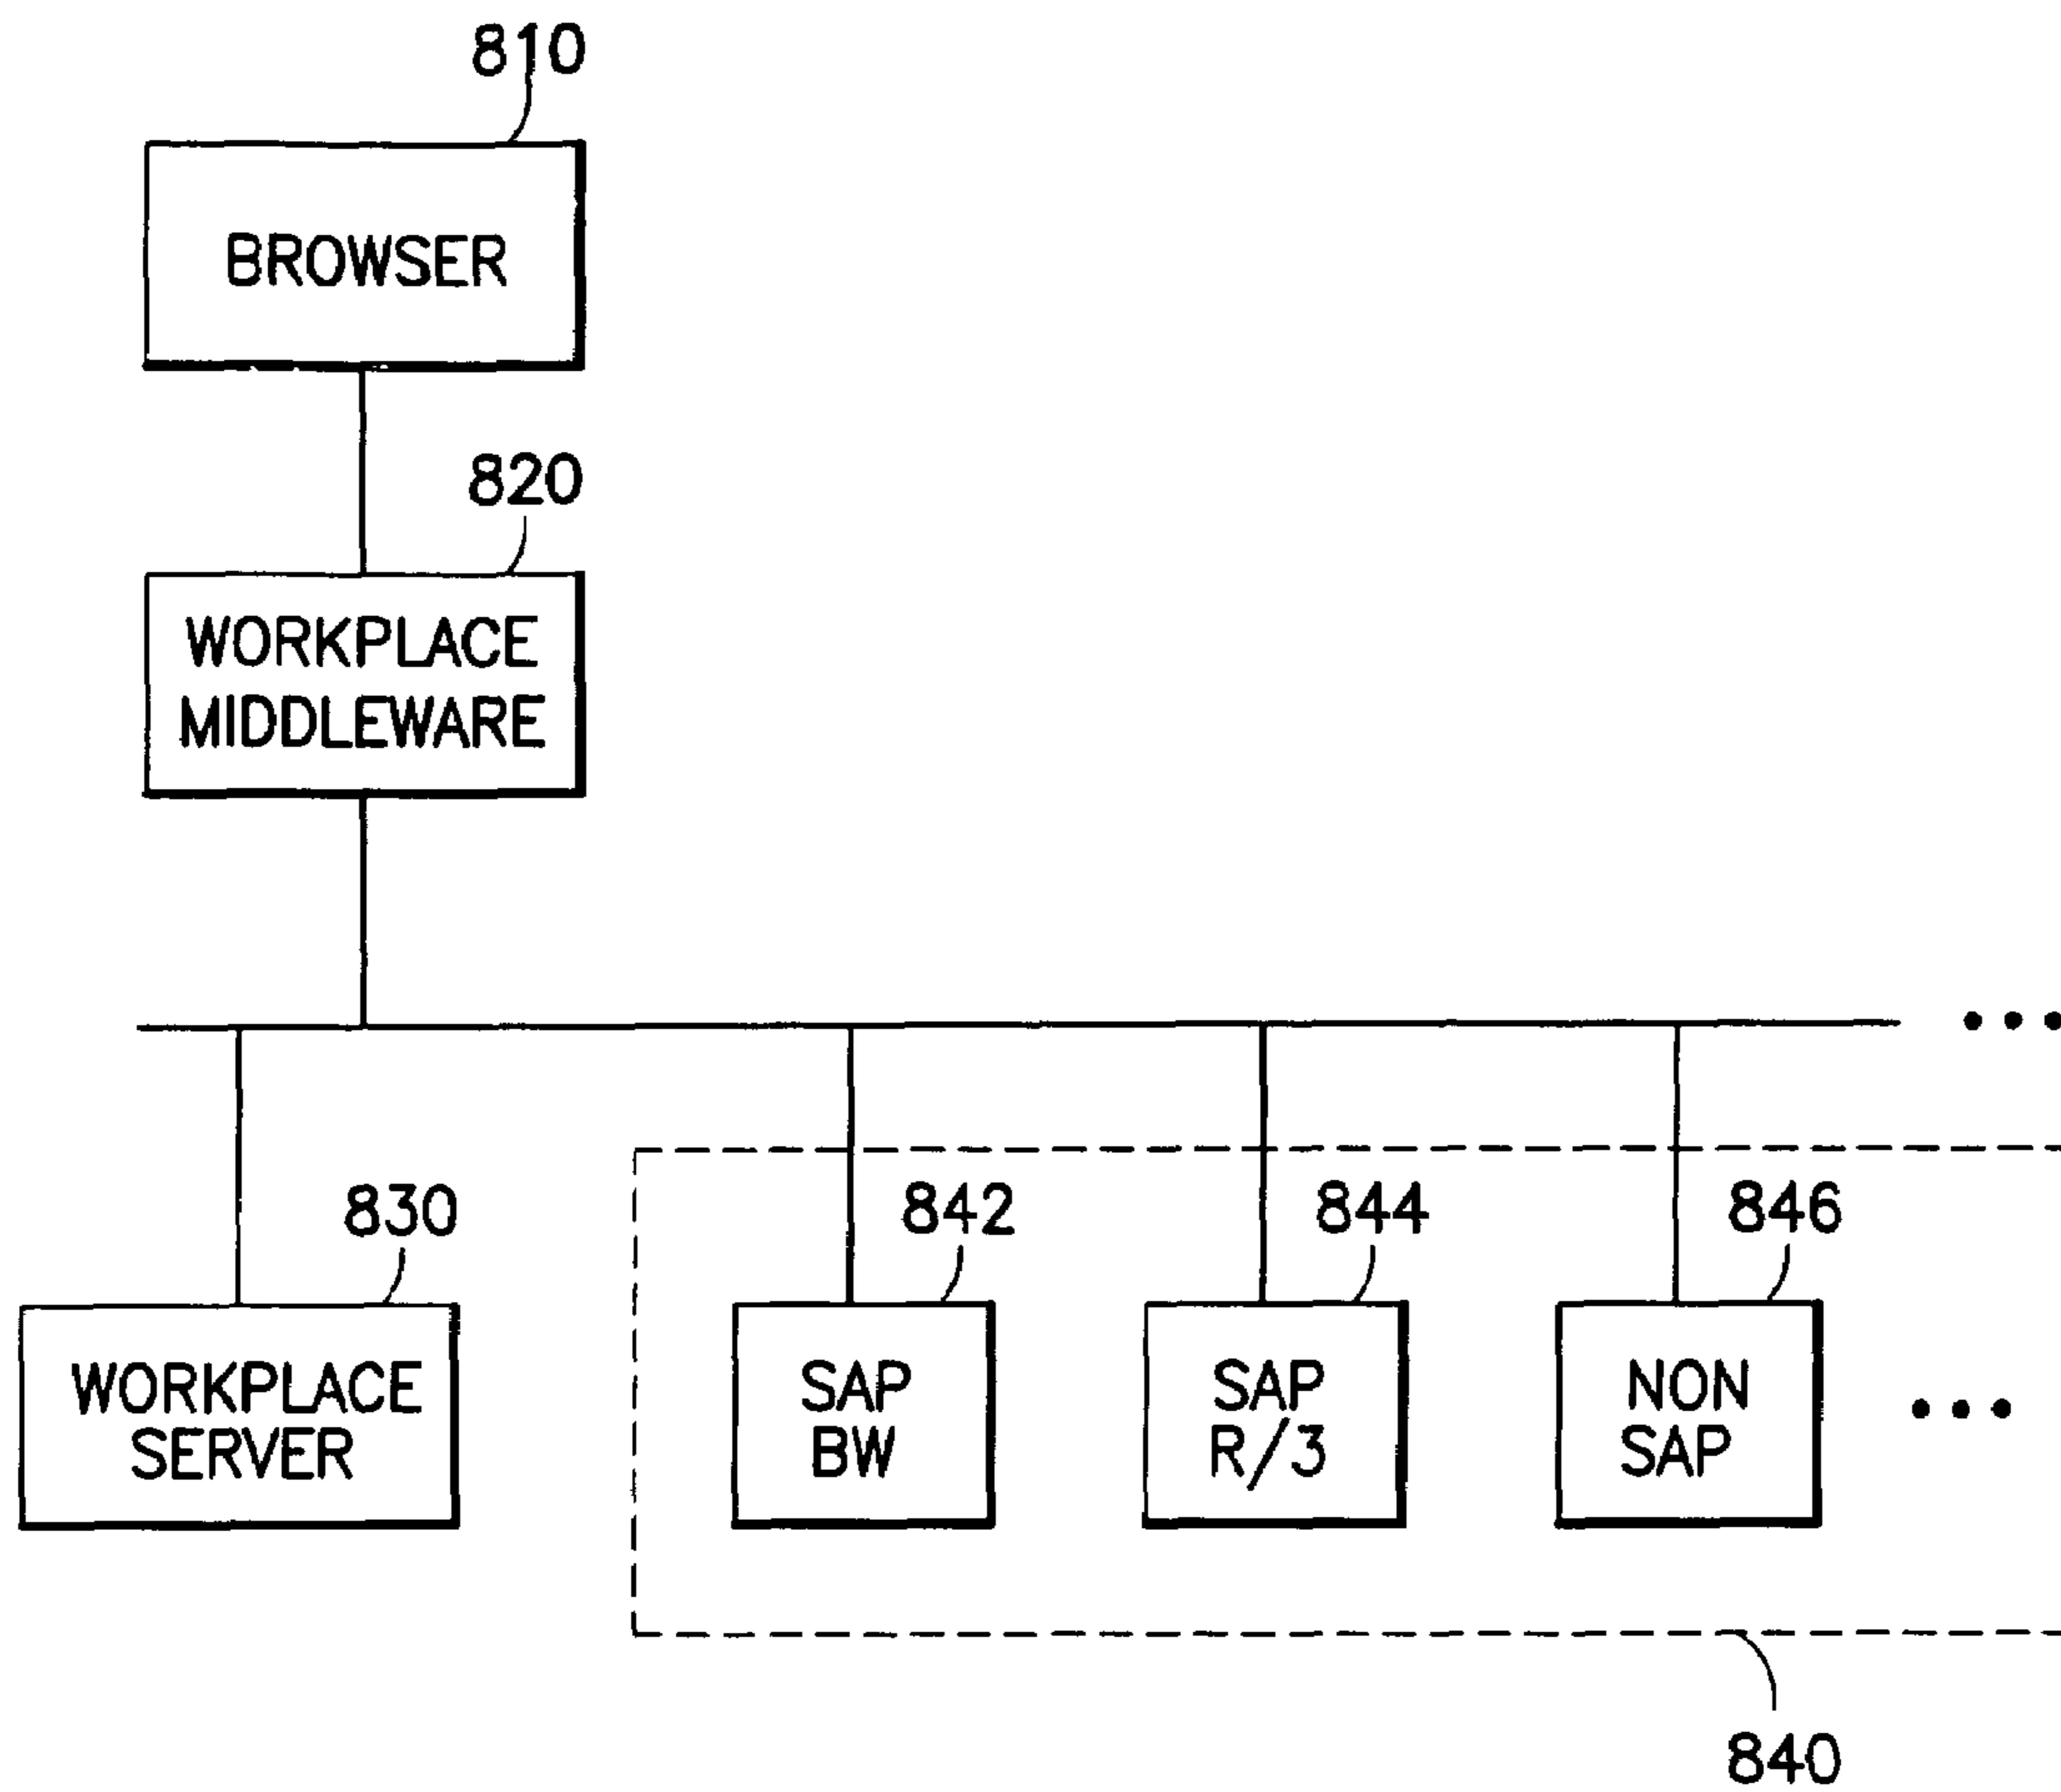 810
BROWSER
820
WORKPLACE
MIDDLEWARE
830
WORKPLACE
SERVER
842
SAP
BW
844
SAP
R/3
846
NON
SAP
840